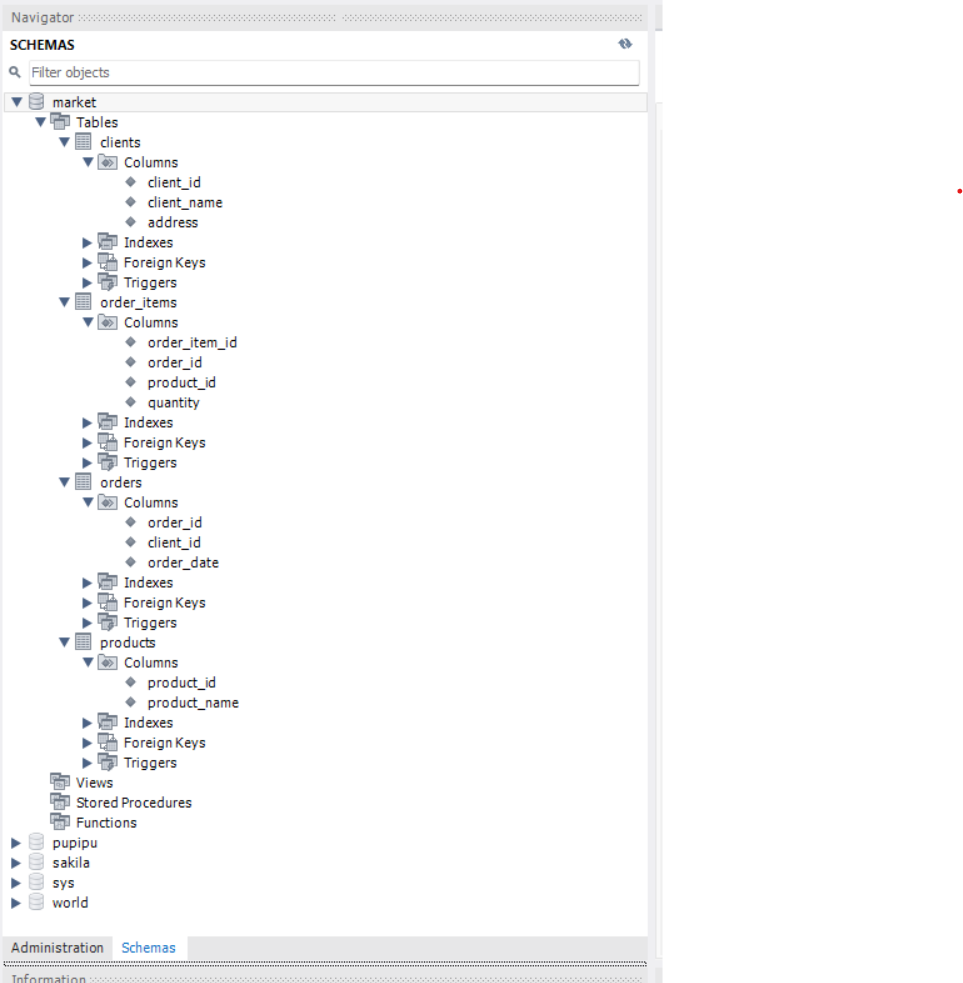 Navigator
SCHEMAS
Filter objects
market
Tables
clients
Columns
client_id
client_name
address
Indexes
Foreign Keys
Triggers
order_items
Columns
order_item_id
order_id
product_id
quantity
Indexes
Foreign Keys
Triggers
orders
Columns
order_id
client_id
order_date
Indexes
Foreign Keys
Triggers
products
Columns
product_id
product_name
Indexes
Foreign Keys
Triggers
Views
Stored Procedures
Functions
pupipu
sakila
sys
world
Administration Schemas
Information